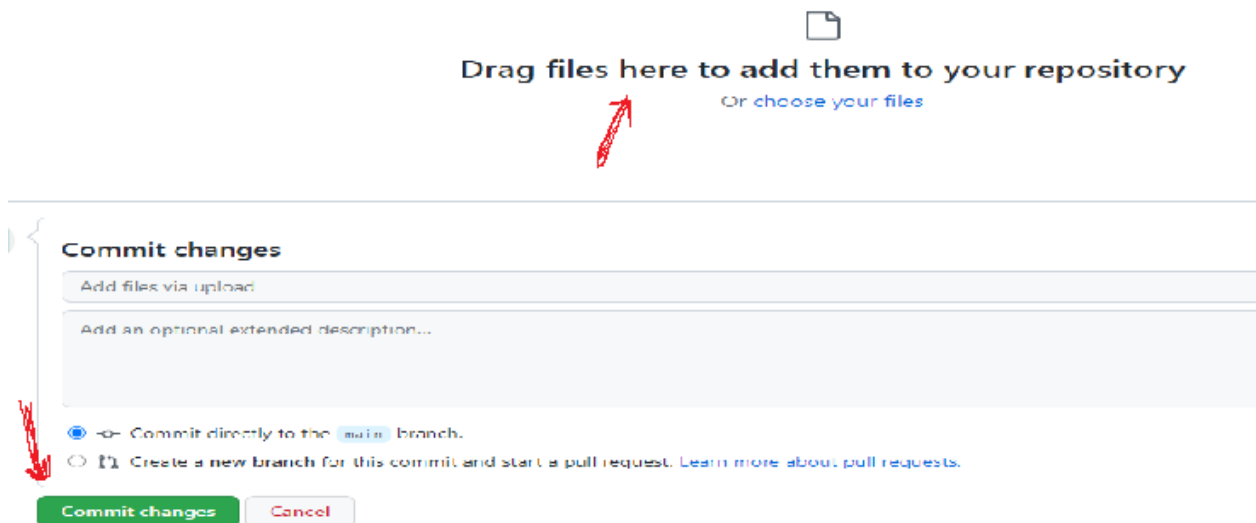 Drag files here to add them to your repository
Or choose your files
Commit changes
Add files via upload
Add an optional extended description...
Commit directly to the main branch.
Create a new branch for this commit and start a pull request. Learn more about pull requests.
Commit changes Cancel